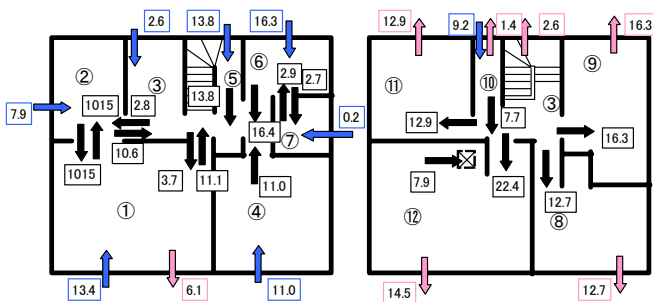 2.6 13.8 16.3
② ③ ⑤ ⑥
7.9 1015 2.8 13.8 2.9 2.7
0.2
16.4 ⑦
10.6
1015 3.7 11.1 11.0
① ④
13.4 6.1 11.0
12.9 9.2 1.4 2.6 16.3
⑪ ⑩ ③ ⑨
12.9 7.7
16.3
7.9 22.4 12.7
⑫ ⑧
14.5 12.7